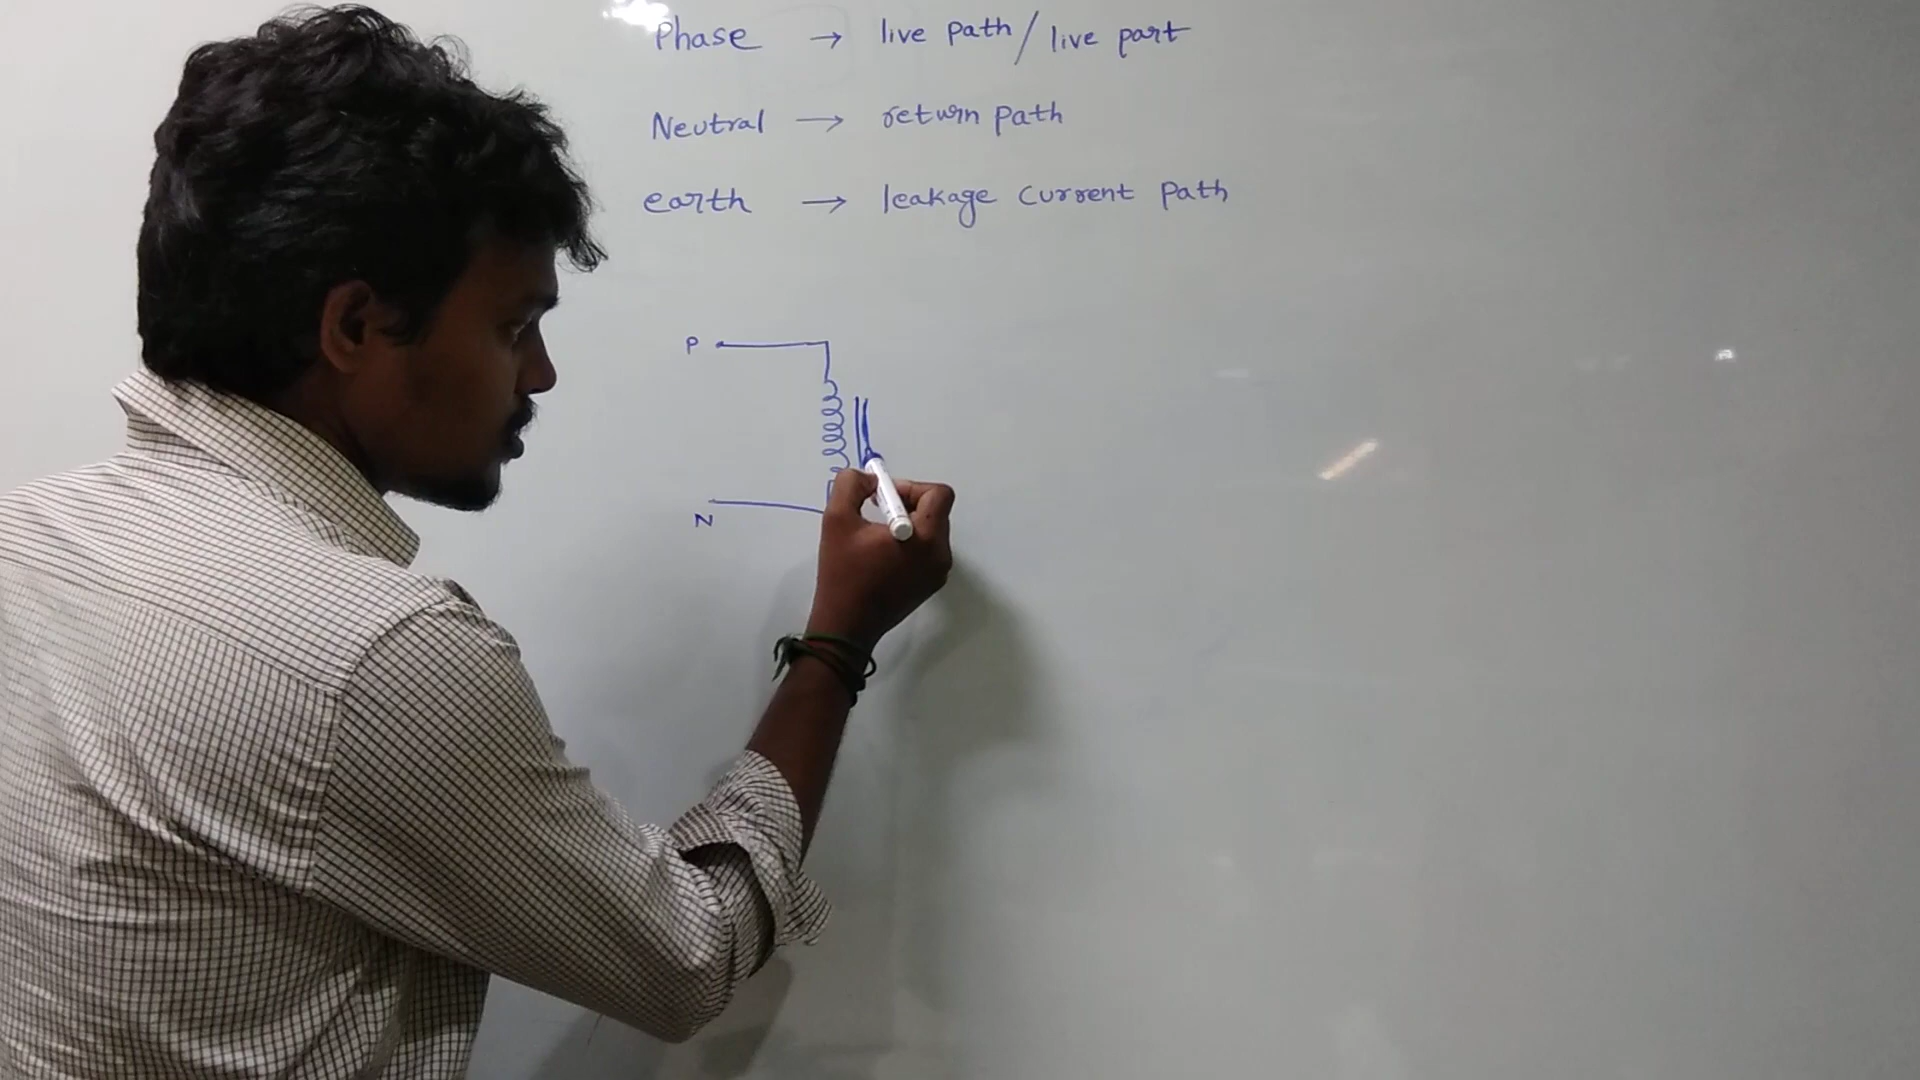 Phase → live path / live part
Neutral → return path
earth → leakage current path
P
N